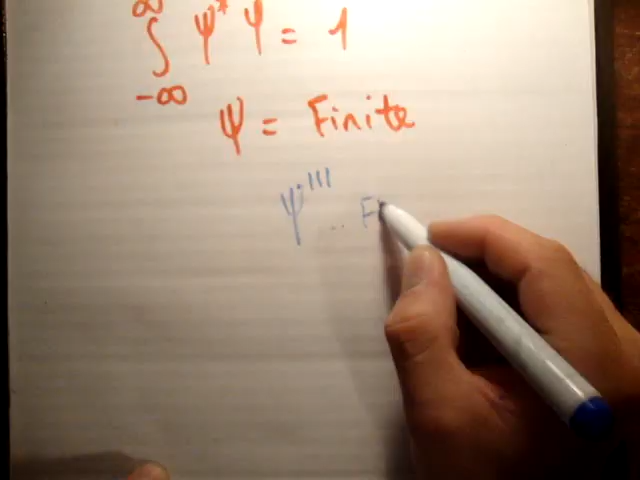 ∞
∫ ψ* ψ = 1
-∞
ψ = Finite
ψ''' .. F